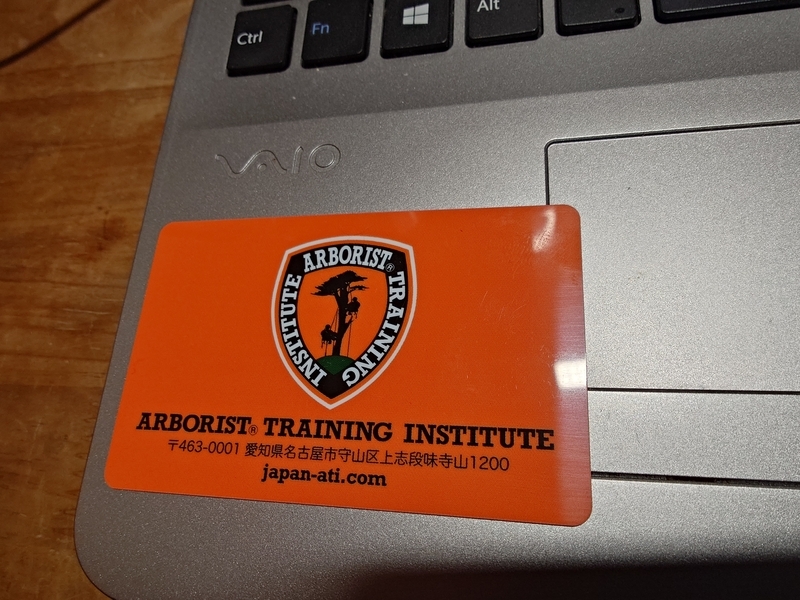 Ctrl
Fn
Alt
VAIO
ARBORIST® TRAINING INSTITUTE
ARBORIST® TRAINING INSTITUTE
〒463-0001 愛知県名古屋市守山区上志段味寺山1200
japan-ati.com